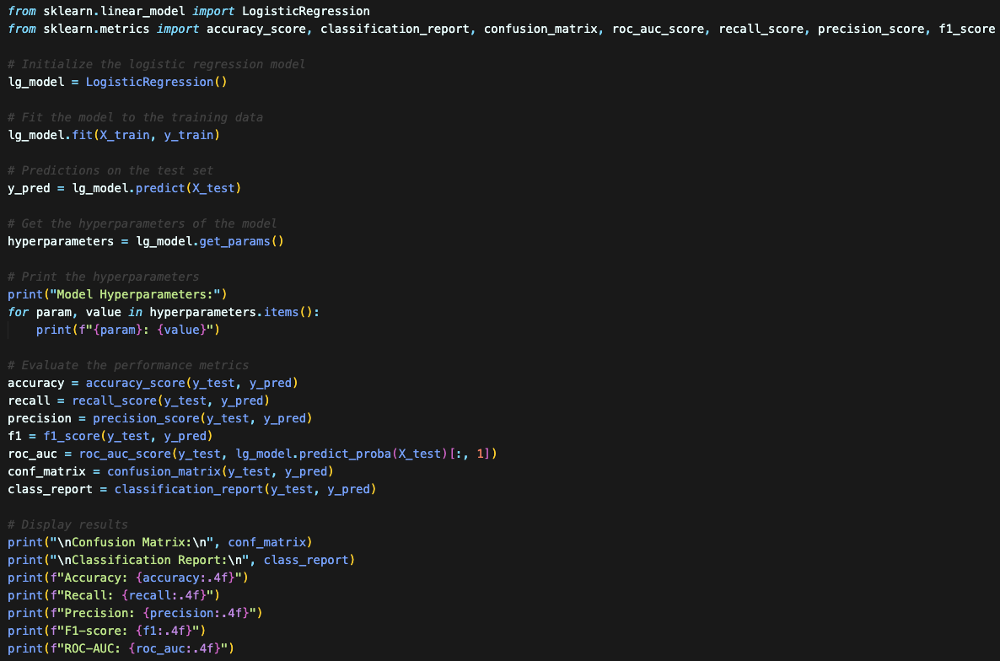 from sklearn.linear_model import LogisticRegression
from sklearn.metrics import accuracy_score, classification_report, confusion_matrix, roc_auc_score, recall_score, precision_score, f1_score
# Initialize the logistic regression model
lg_model = LogisticRegression()
# Fit the model to the training data
lg_model.fit(X_train, y_train)
# Predictions on the test set
y_pred = lg_model.predict(X_test)
# Get the hyperparameters of the model
hyperparameters = lg_model.get_params()
# Print the hyperparameters
print("Model Hyperparameters:")
for param, value in hyperparameters.items():
    print(f"{param}: {value}")
# Evaluate the performance metrics
accuracy = accuracy_score(y_test, y_pred)
recall = recall_score(y_test, y_pred)
precision = precision_score(y_test, y_pred)
f1 = f1_score(y_test, y_pred)
roc_auc = roc_auc_score(y_test, lg_model.predict_proba(X_test)[:, 1])
conf_matrix = confusion_matrix(y_test, y_pred)
class_report = classification_report(y_test, y_pred)
# Display results
print("\nConfusion Matrix:\n", conf_matrix)
print("\nClassification Report:\n", class_report)
print(f"Accuracy: {accuracy:.4f}")
print(f"Recall: {recall:.4f}")
print(f"Precision: {precision:.4f}")
print(f"F1-score: {f1:.4f}")
print(f"ROC-AUC: {roc_auc:.4f}")